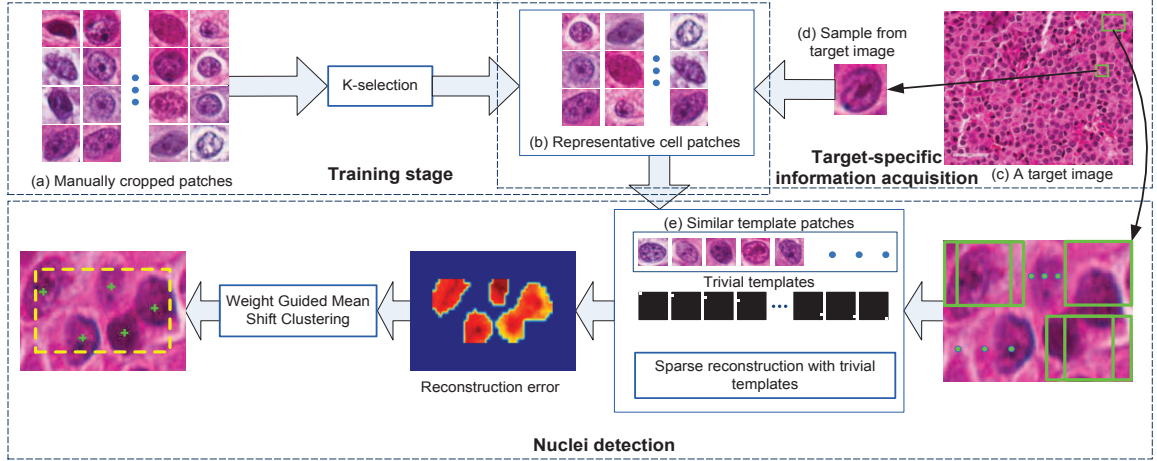 (d) Sample from
target image
K-selection
(b) Representative cell patches
(a) Manually cropped patches
Training stage
Target-specific
information acquisition
(c) A target image
(e) Similar template patches
Trivial templates
Weight Guided Mean
Shift Clustering
Reconstruction error
Sparse reconstruction with trivial
templates
Nuclei detection